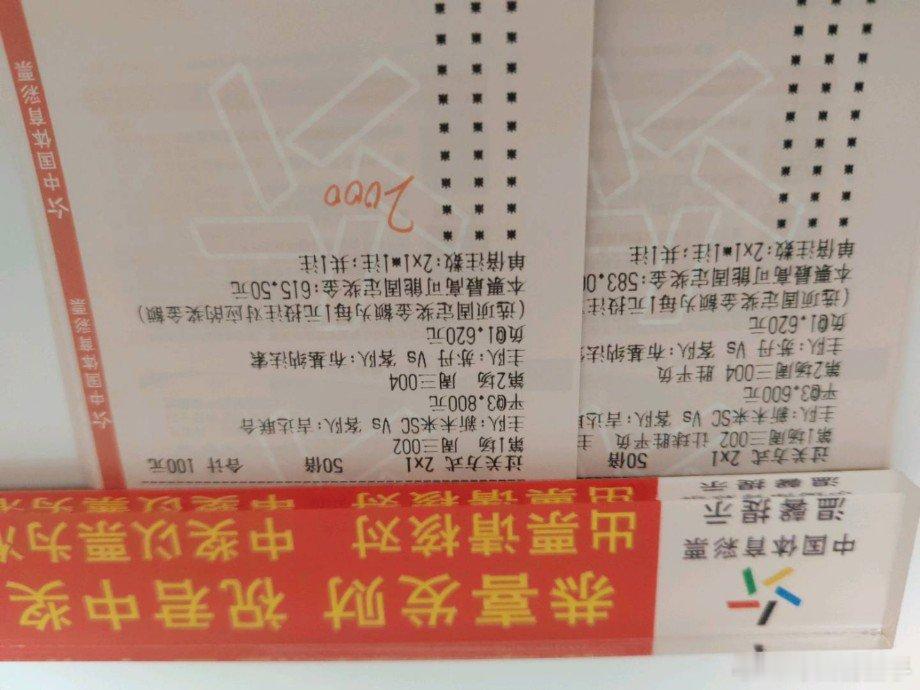 恭喜发财 祝君中奖
出票请核对 中奖以票为准
中国体育彩票
温馨提示
过关方式 2x1 50倍 合计 100元
第1场 周三002
主队:新未来SC Vs 客队:吉达联合
平@3.800元
第2场 周三004
主队:苏丹 Vs 客队:布基纳法索
负@1.620元
(选项固定奖金额为每1元投注对应的奖金额)
本票最高可能固定奖金:615.50元
单倍注数:2x1*1注;共1注
2000
中国体育彩票
中国体育彩票
过关方式 2x1 50倍
第1场周三002 让球胜平负 主
主队:新未来SC Vs 客队:吉达
平@3.600元
第2场周三004 胜平负
主队:苏丹 Vs 客队:布基纳法
负@1.620元
(选项固定奖金额为每1元投注
本票最高可能固定奖金:583.0
单倍注数:2x1*1注;共1注